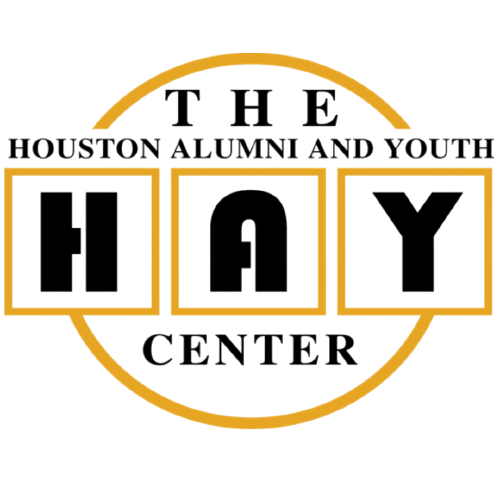 THE
HOUSTON ALUMNI AND YOUTH
HAY
CENTER